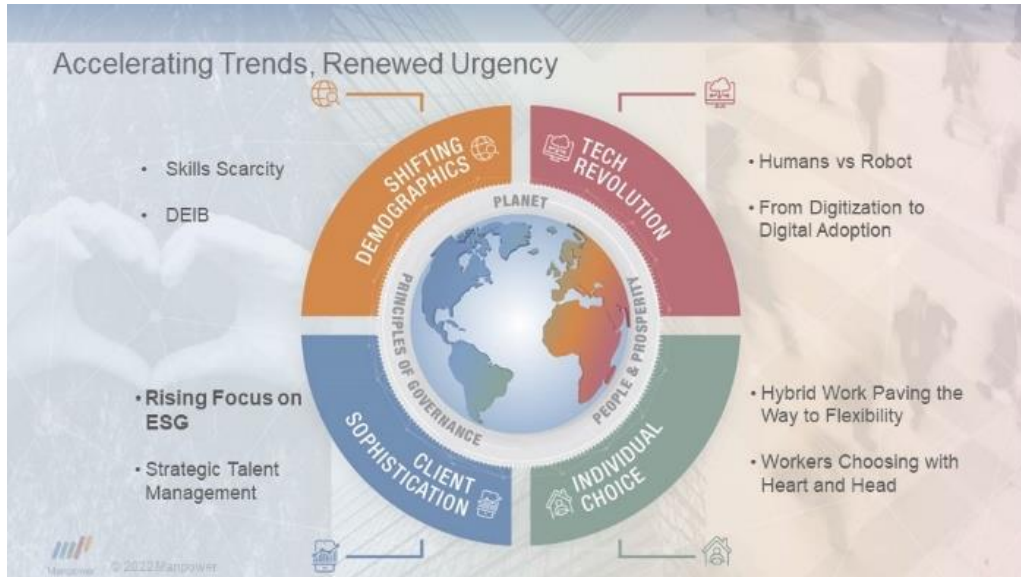 Accelerating Trends, Renewed Urgency
• Skills Scarcity
• DEIB
SHIFTING
DEMOGRAPHICS
TECH
REVOLUTION
• Humans vs Robot
• From Digitization to
Digital Adoption
PLANET
PRINCIPLES OF GOVERNANCE
PEOPLE & PROSPERITY
• Rising Focus on
ESG
• Strategic Talent
Management
CLIENT
SOPHISTICATION
INDIVIDUAL
CHOICE
• Hybrid Work Paving the
Way to Flexibility
• Workers Choosing with
Heart and Head
Manpower
© 2022 Manpower